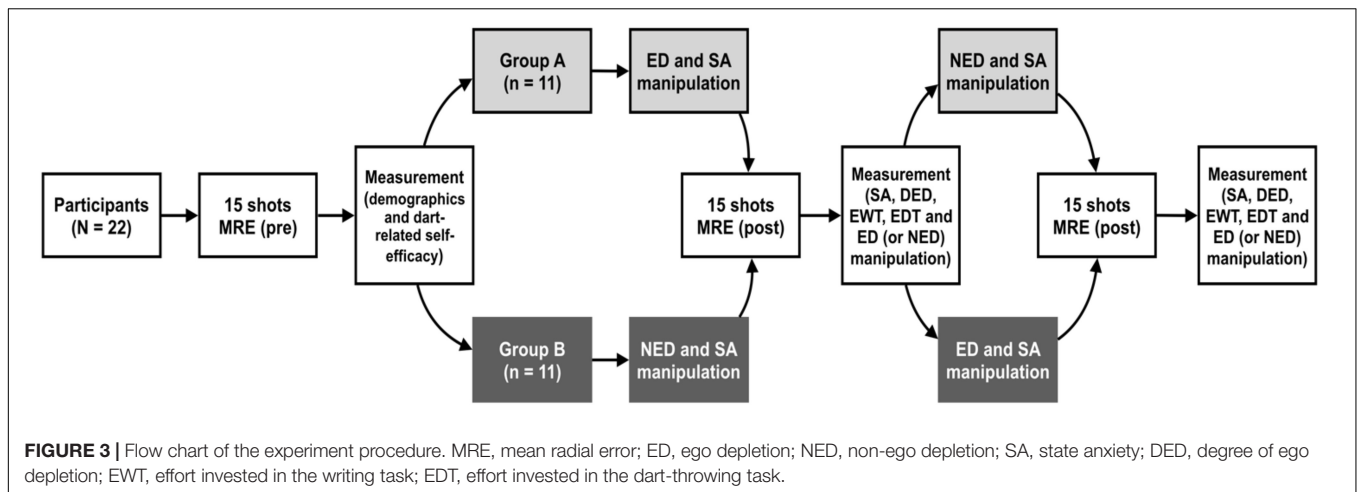 Participants
(N = 22)
15 shots
MRE (pre)
Measurement
(demographics
and dart-
related self-
efficacy)
Group A
(n = 11)
ED and SA
manipulation
Group B
(n = 11)
NED and SA
manipulation
15 shots
MRE (post)
Measurement
(SA, DED,
EWT, EDT and
ED (or NED)
manipulation)
NED and SA
manipulation
ED and SA
manipulation
15 shots
MRE (post)
Measurement
(SA, DED,
EWT, EDT and
ED (or NED)
manipulation)
FIGURE 3 | Flow chart of the experiment procedure. MRE, mean radial error; ED, ego depletion; NED, non-ego depletion; SA, state anxiety; DED, degree of ego
depletion; EWT, effort invested in the writing task; EDT, effort invested in the dart-throwing task.